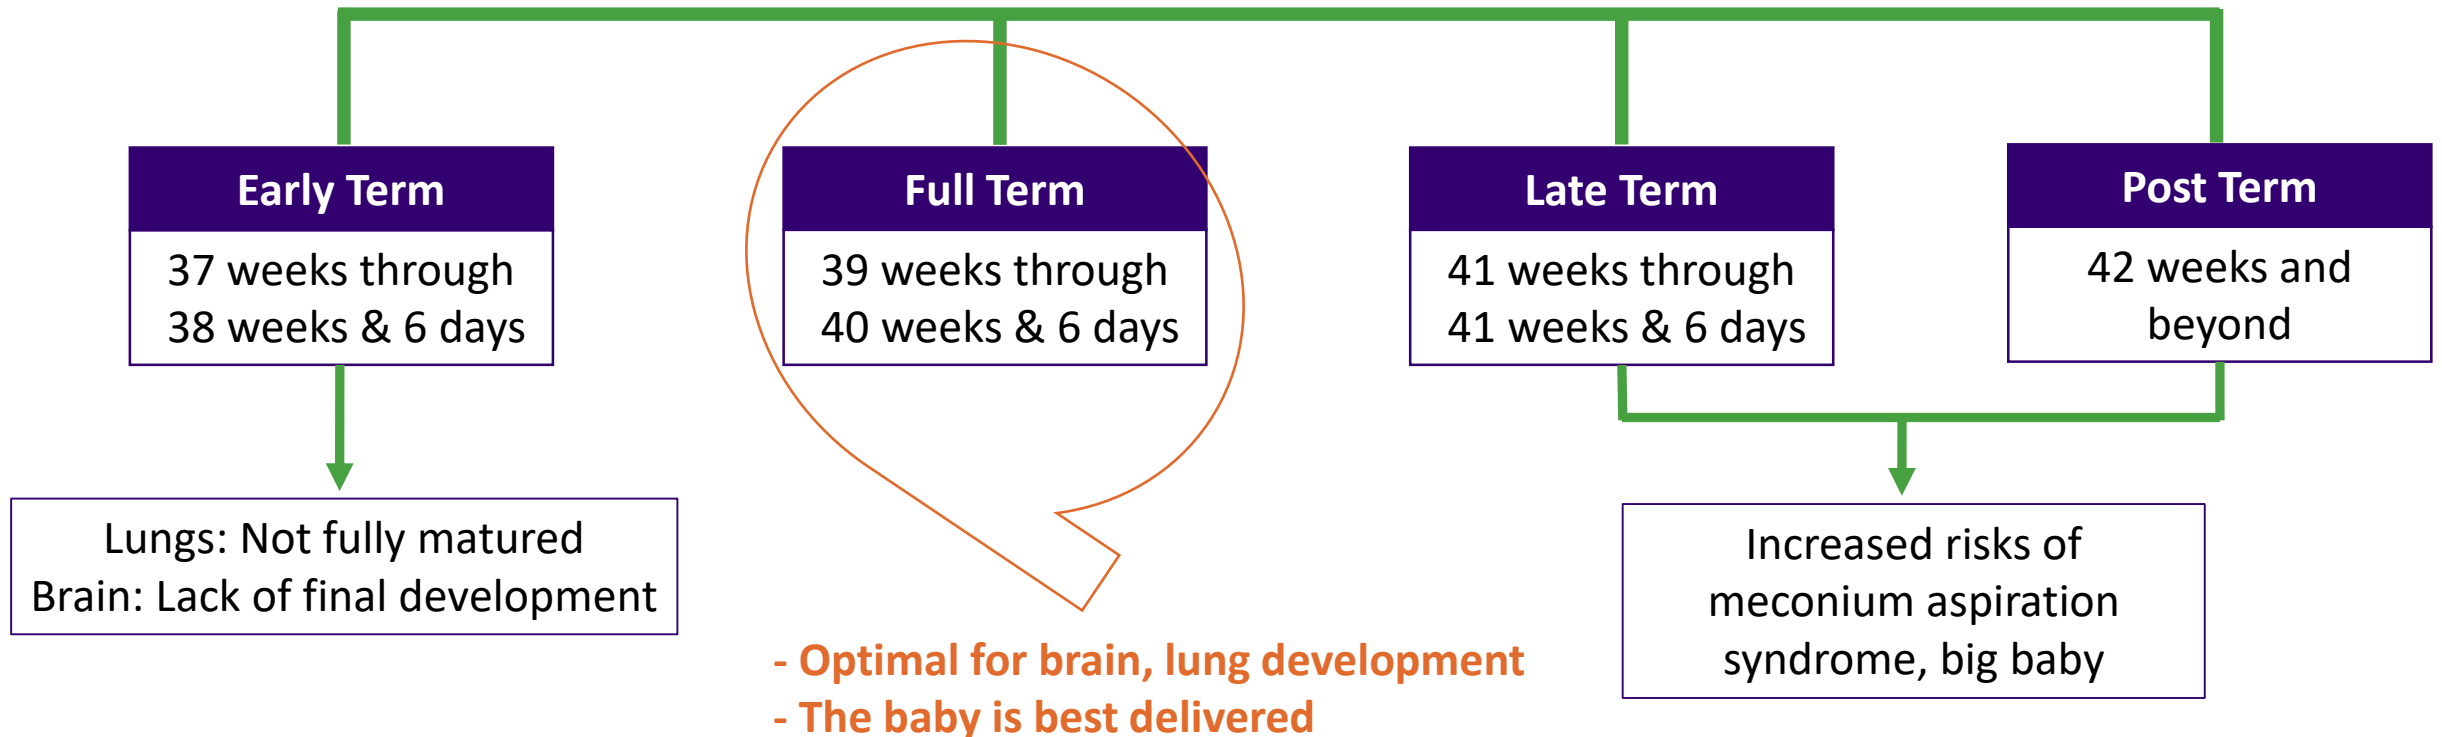 Early Term
37 weeks through
38 weeks & 6 days
Lungs: Not fully matured
Brain: Lack of final development
Full Term
39 weeks through
40 weeks & 6 days
- Optimal for brain, lung development
- The baby is best delivered
Late Term
41 weeks through
41 weeks & 6 days
Post Term
42 weeks and
beyond
Increased risks of
meconium aspiration
syndrome, big baby